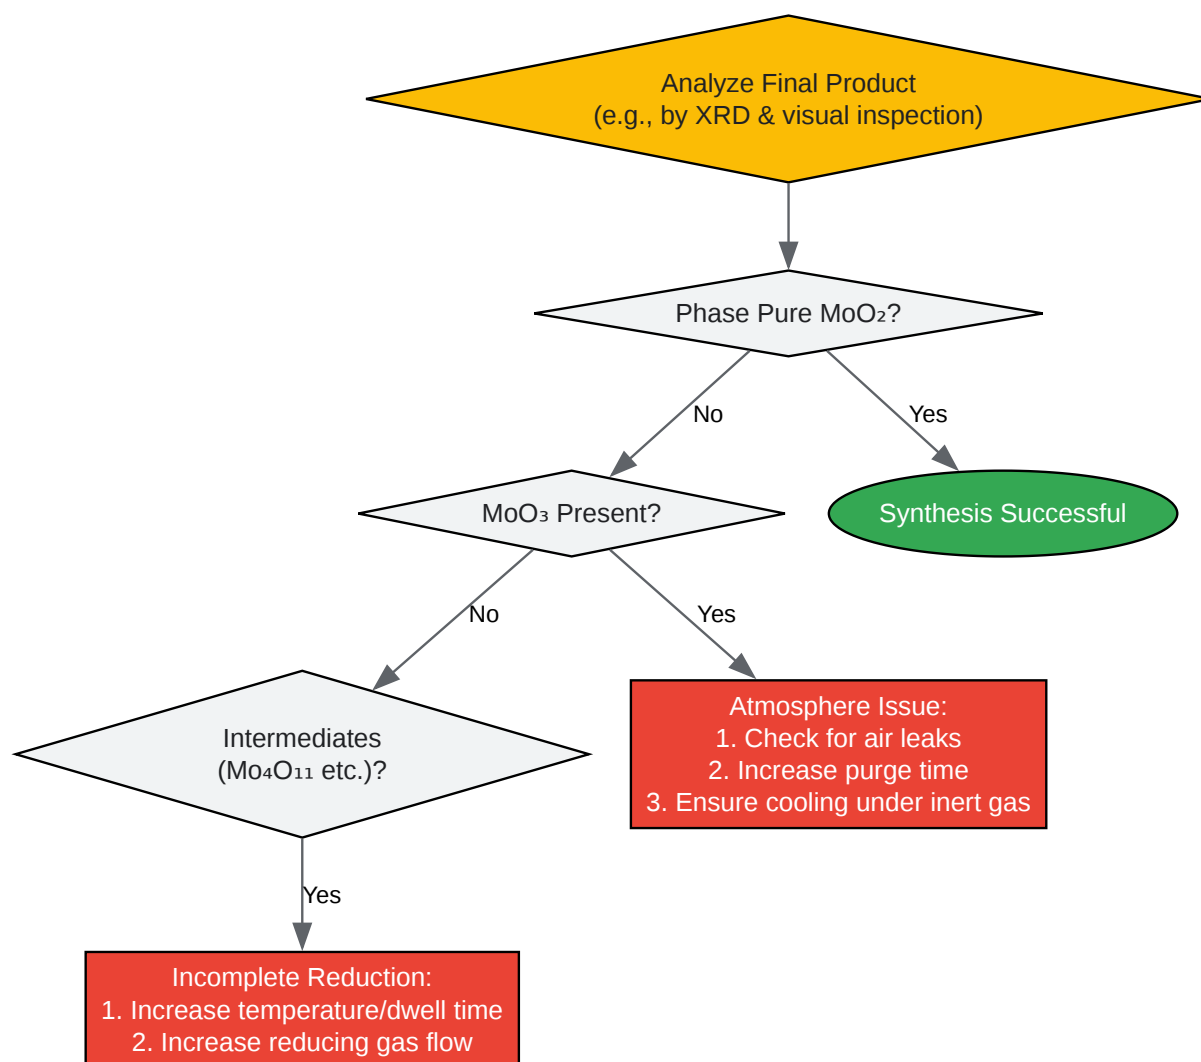 Analyze Final Product
(e.g., by XRD & visual inspection)
Phase Pure MoO₂?
No
Yes
MoO₃ Present?
Synthesis Successful
No
Yes
Intermediates
(Mo₄O₁₁ etc.)?
Atmosphere Issue:
1. Check for air leaks
2. Increase purge time
3. Ensure cooling under inert gas
Yes
Incomplete Reduction:
1. Increase temperature/dwell time
2. Increase reducing gas flow